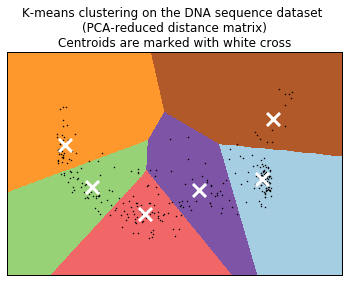 K-means clustering on the DNA sequence dataset
(PCA-reduced distance matrix)
Centroids are marked with white cross